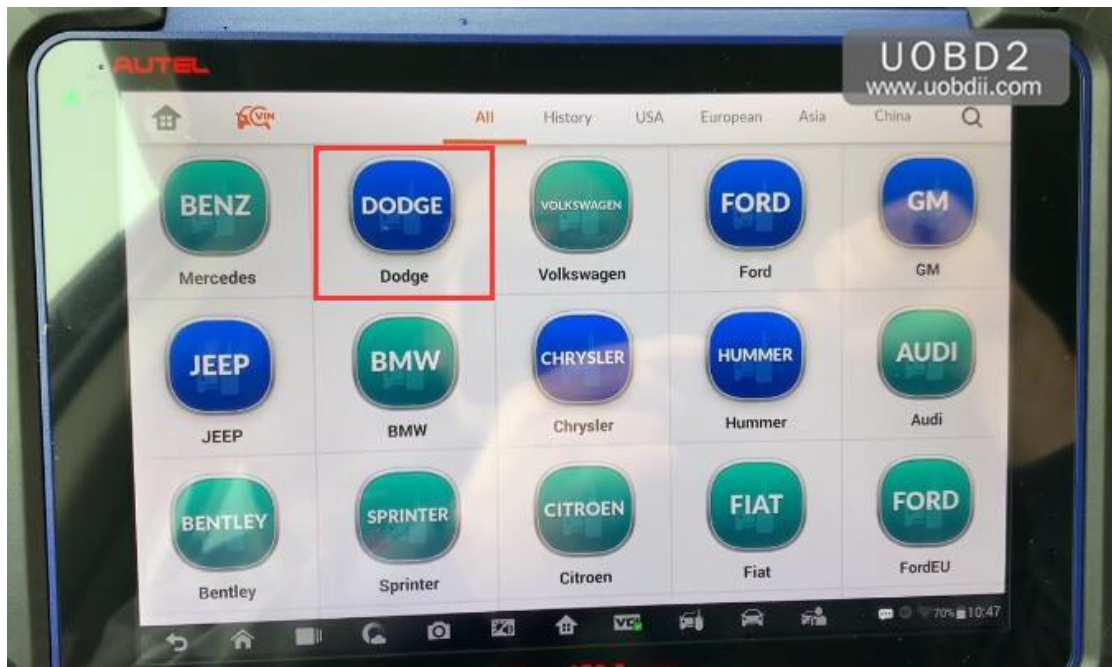 AUTEL
UOBD2
www.uobdii.com
VIN
All History USA European Asia China
BENZ DODGE VOLKSWAGEN FORD GM
Mercedes Dodge Volkswagen Ford GM
JEEP BMW CHRYSLER HUMMER AUDI
JEEP BMW Chrysler Hummer Audi
BENTLEY SPRINTER CITROEN FIAT FORD
Bentley Sprinter Citroen Fiat FordEU
VCI 70% 10:47